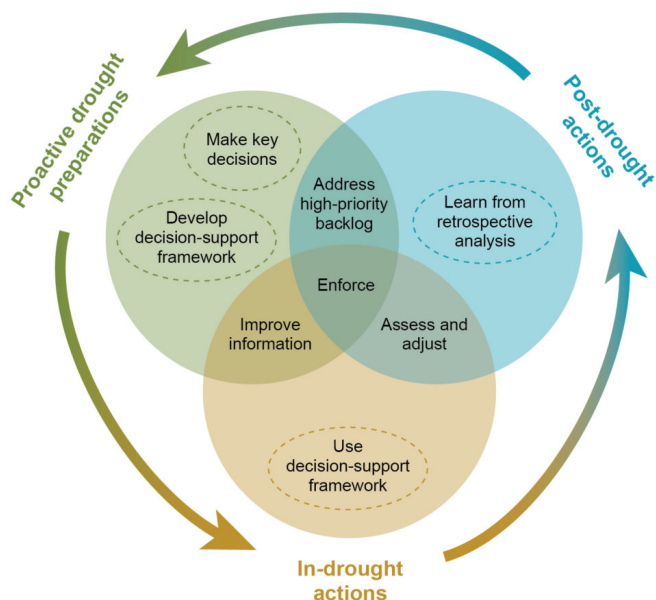 Proactive drought
preparations
Post-drought
actions
Make key
decisions
Address
high-priority
backlog
Develop
decision-support
framework
Learn from
retrospective
analysis
Enforce
Improve
information
Assess and
adjust
Use
decision-support
framework
In-drought
actions